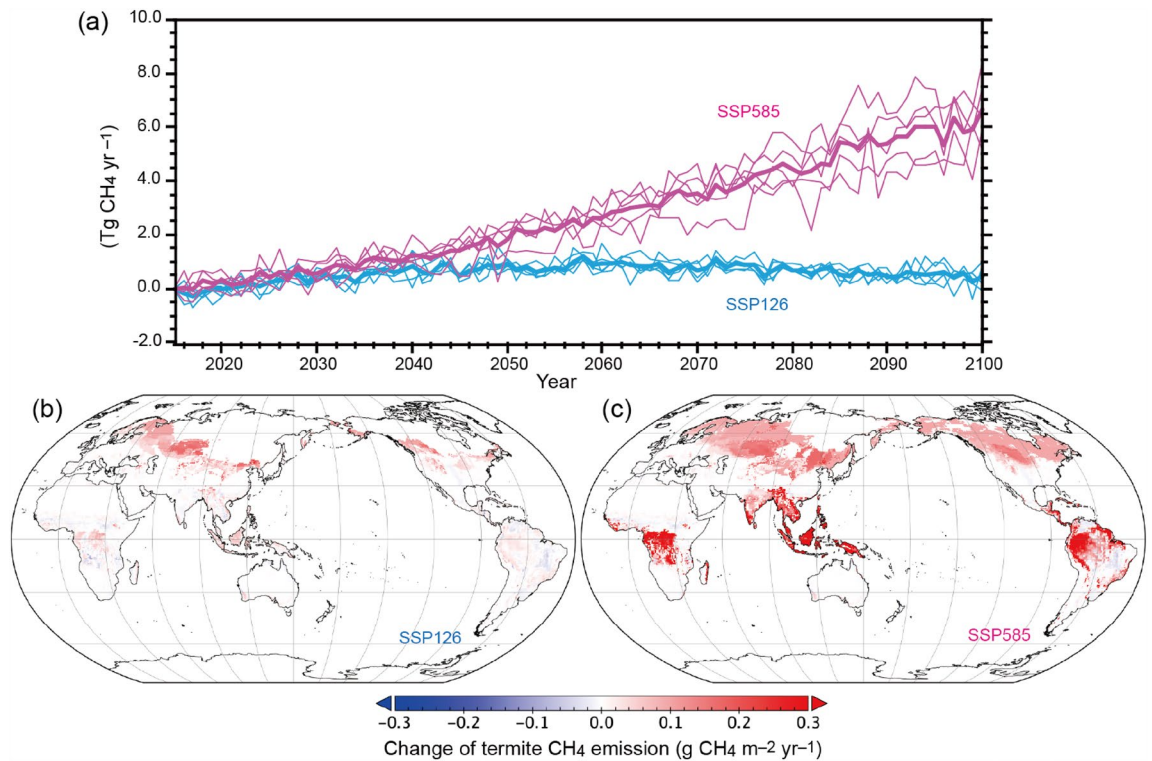 (a)
10.0
8.0
6.0
4.0
2.0
0.0
-2.0
(Tg CH4 yr –1)
SSP585
SSP126
2020 2030 2040 2050 2060 2070 2080 2090 2100
Year
(b) (c)
SSP126 SSP585
−0.3 −0.2 −0.1 0.0 0.1 0.2 0.3
Change of termite CH4 emission (g CH4 m–2 yr–1)